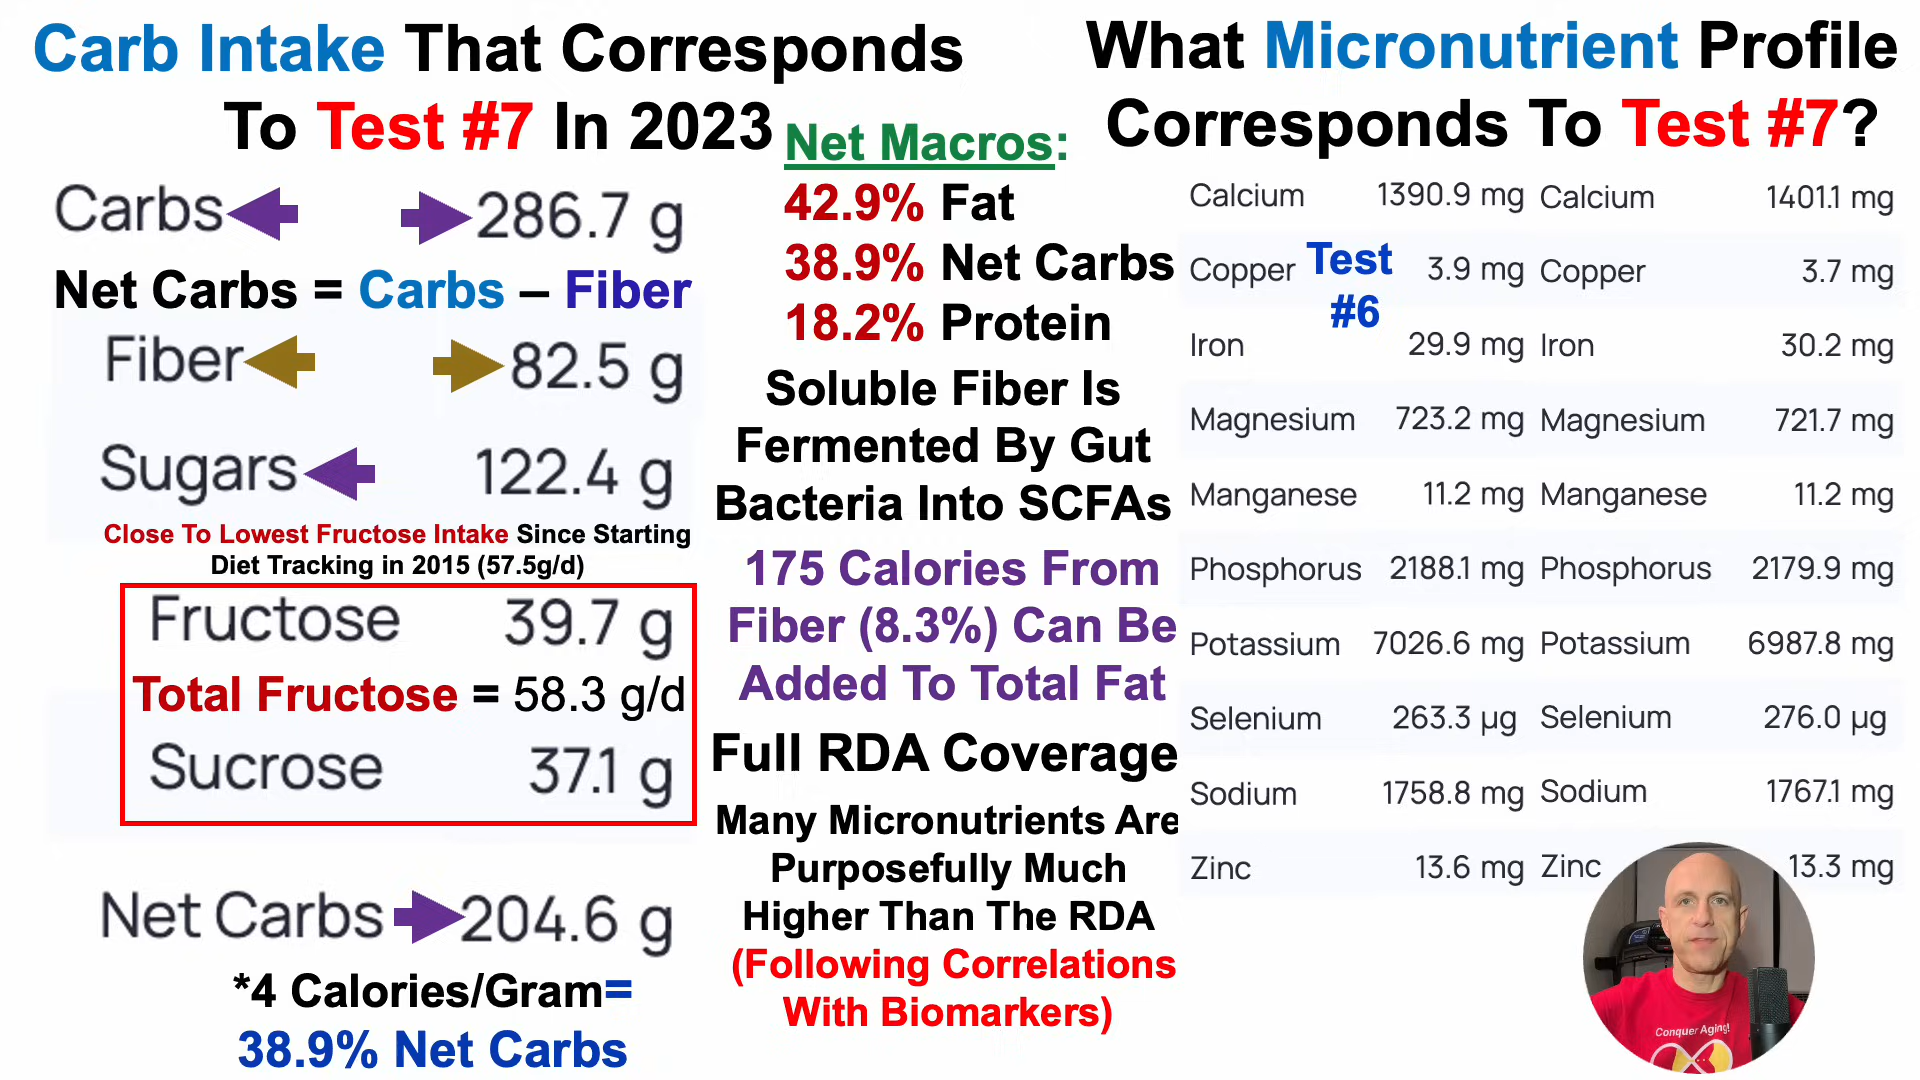 Carb Intake That Corresponds
To Test #7 In 2023
Carbs 286.7 g
Net Carbs = Carbs – Fiber
Fiber 82.5 g
Sugars 122.4 g
Close To Lowest Fructose Intake Since Starting
Diet Tracking in 2015 (57.5g/d)
Fructose 39.7 g
Total Fructose = 58.3 g/d
Sucrose 37.1 g
Net Carbs 204.6 g
*4 Calories/Gram=
38.9% Net Carbs
Net Macros:
42.9% Fat
38.9% Net Carbs
18.2% Protein
Soluble Fiber Is
Fermented By Gut
Bacteria Into SCFAs
175 Calories From
Fiber (8.3%) Can Be
Added To Total Fat
Full RDA Coverage
Many Micronutrients Are
Purposefully Much
Higher Than The RDA
(Following Correlations
With Biomarkers)
What Micronutrient Profile
Corresponds To Test #7?
Calcium 1390.9 mg Calcium 1401.1 mg
Copper 3.9 mg Copper 3.7 mg
Test
#6
Iron 29.9 mg Iron 30.2 mg
Magnesium 723.2 mg Magnesium 721.7 mg
Manganese 11.2 mg Manganese 11.2 mg
Phosphorus 2188.1 mg Phosphorus 2179.9 mg
Potassium 7026.6 mg Potassium 6987.8 mg
Selenium 263.3 µg Selenium 276.0 µg
Sodium 1758.8 mg Sodium 1767.1 mg
Zinc 13.6 mg Zinc 13.3 mg
Conquer Aging!